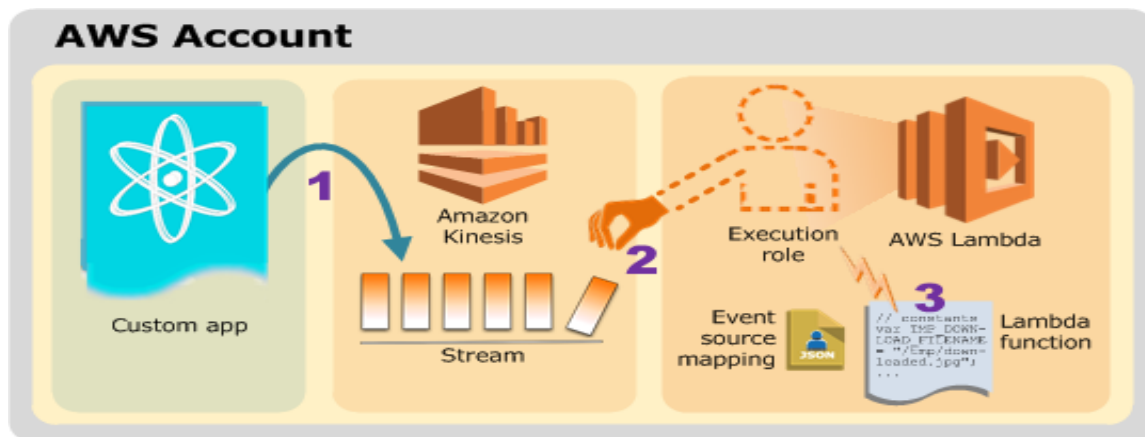 AWS Account
1
Amazon
Kinesis
2
Execution
role
AWS Lambda
3
Custom app
Stream
Event
source
mapping
JSON
// constants
var TMP_DOWN-
LOAD_FILENAME
= "/tmp/down-
loaded.jpg";
...
Lambda
function